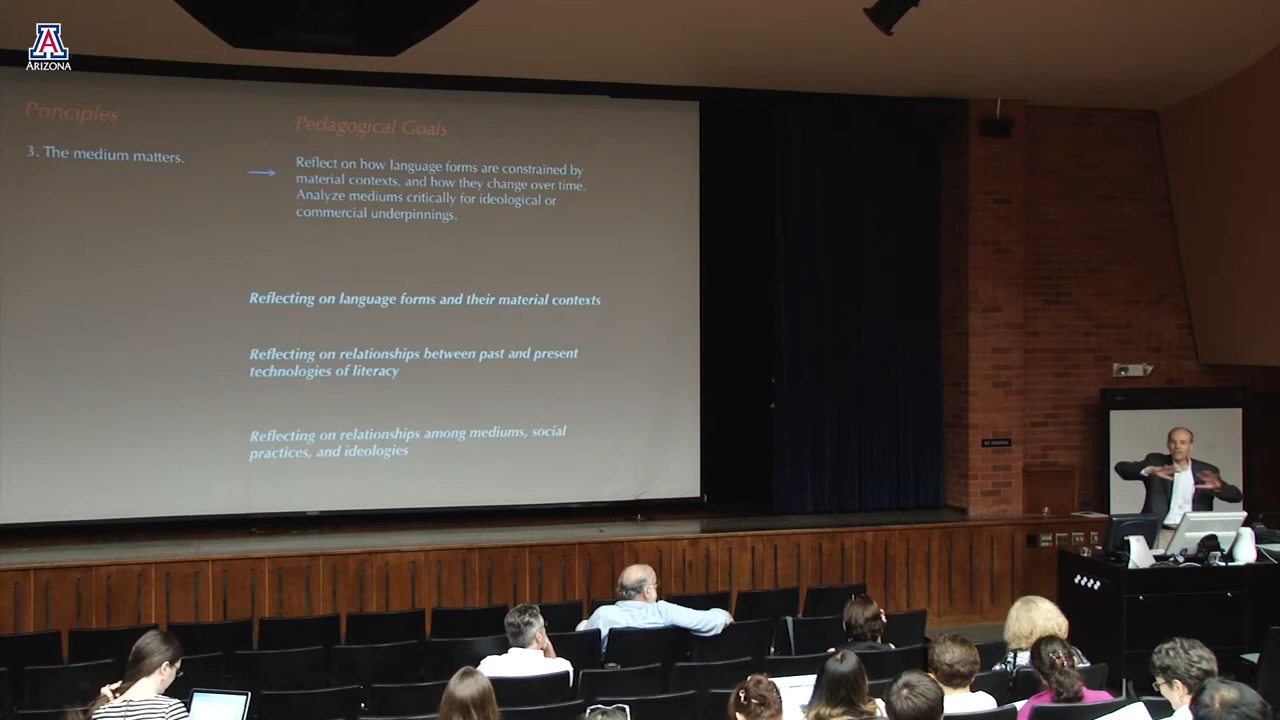 A
ARIZONA
Principles
Pedagogical Goals
3. The medium matters.
Reflect on how language forms are constrained by
material contexts, and how they change over time.
Analyze mediums critically for ideological or
commercial underpinnings.
Reflecting on language forms and their material contexts
Reflecting on relationships between past and present
technologies of literacy
Reflecting on relationships among mediums, social
practices, and ideologies
NO SMOKING